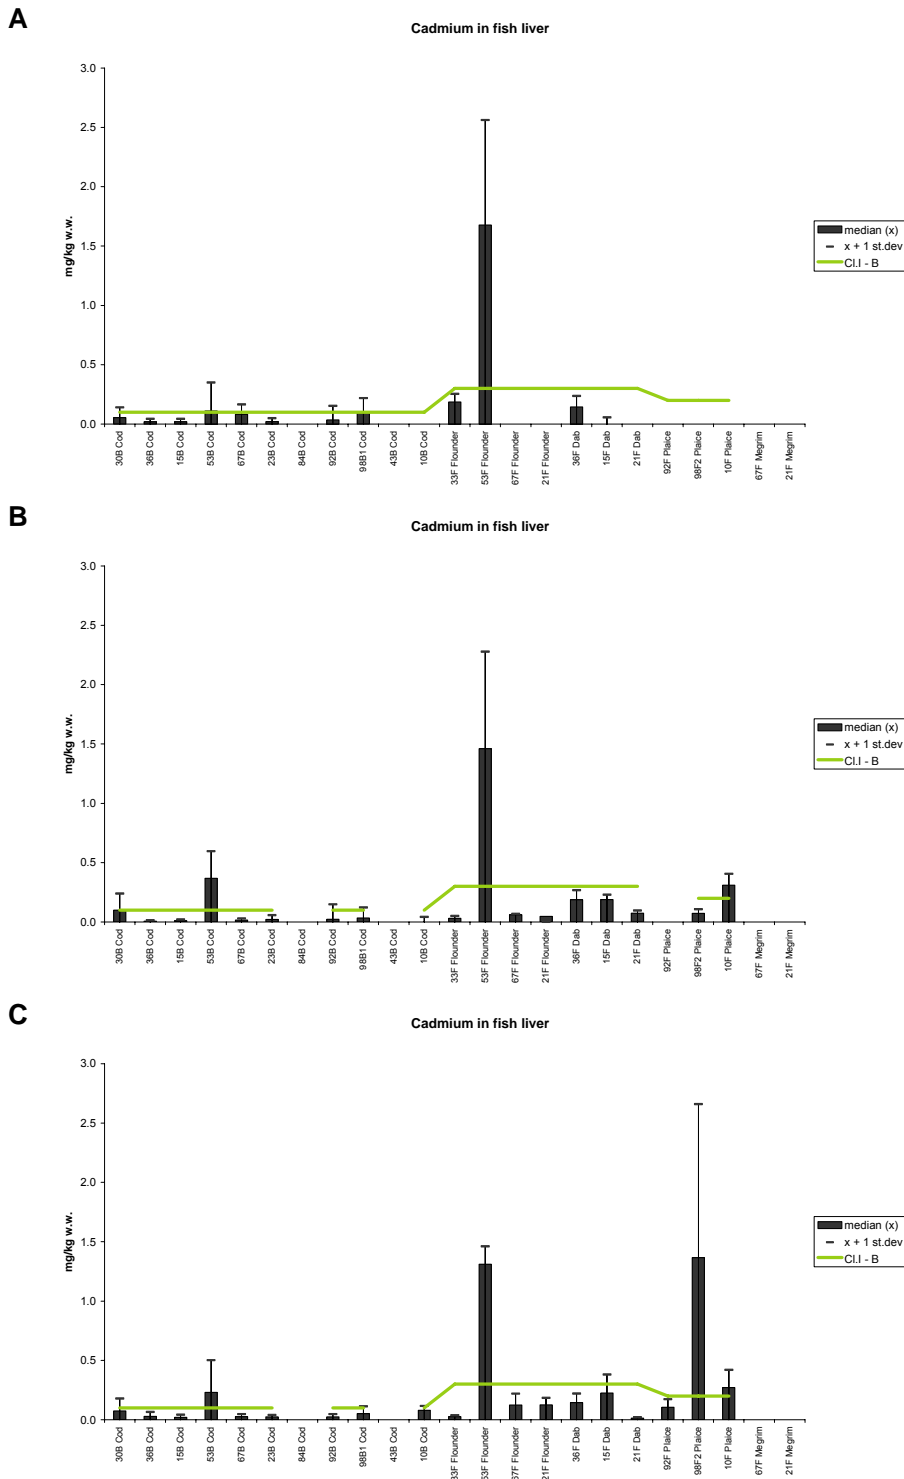 A
Cadmium in fish liver
3.0
2.5
2.0
1.5
1.0
0.5
0.0
mg/kg w.w.
median (x)
x + 1 st.dev
Cl.I - B
30B Cod
36B Cod
15B Cod
53B Cod
67B Cod
23B Cod
84B Cod
92B Cod
98B1 Cod
43B Cod
10B Cod
33F Flounder
53F Flounder
67F Flounder
21F Flounder
36F Dab
15F Dab
21F Dab
92F Plaice
98F2 Plaice
10F Plaice
67F Megrim
21F Megrim
B
Cadmium in fish liver
3.0
2.5
2.0
1.5
1.0
0.5
0.0
mg/kg w.w.
median (x)
x + 1 st.dev
Cl.I - B
30B Cod
36B Cod
15B Cod
53B Cod
67B Cod
23B Cod
84B Cod
92B Cod
98B1 Cod
43B Cod
10B Cod
33F Flounder
53F Flounder
67F Flounder
21F Flounder
36F Dab
15F Dab
21F Dab
92F Plaice
98F2 Plaice
10F Plaice
67F Megrim
21F Megrim
C
Cadmium in fish liver
3.0
2.5
2.0
1.5
1.0
0.5
0.0
mg/kg w.w.
median (x)
x + 1 st.dev
Cl.I - B
30B Cod
36B Cod
15B Cod
53B Cod
67B Cod
23B Cod
84B Cod
92B Cod
98B1 Cod
43B Cod
10B Cod
33F Flounder
53F Flounder
67F Flounder
21F Flounder
36F Dab
15F Dab
21F Dab
92F Plaice
98F2 Plaice
10F Plaice
67F Megrim
21F Megrim